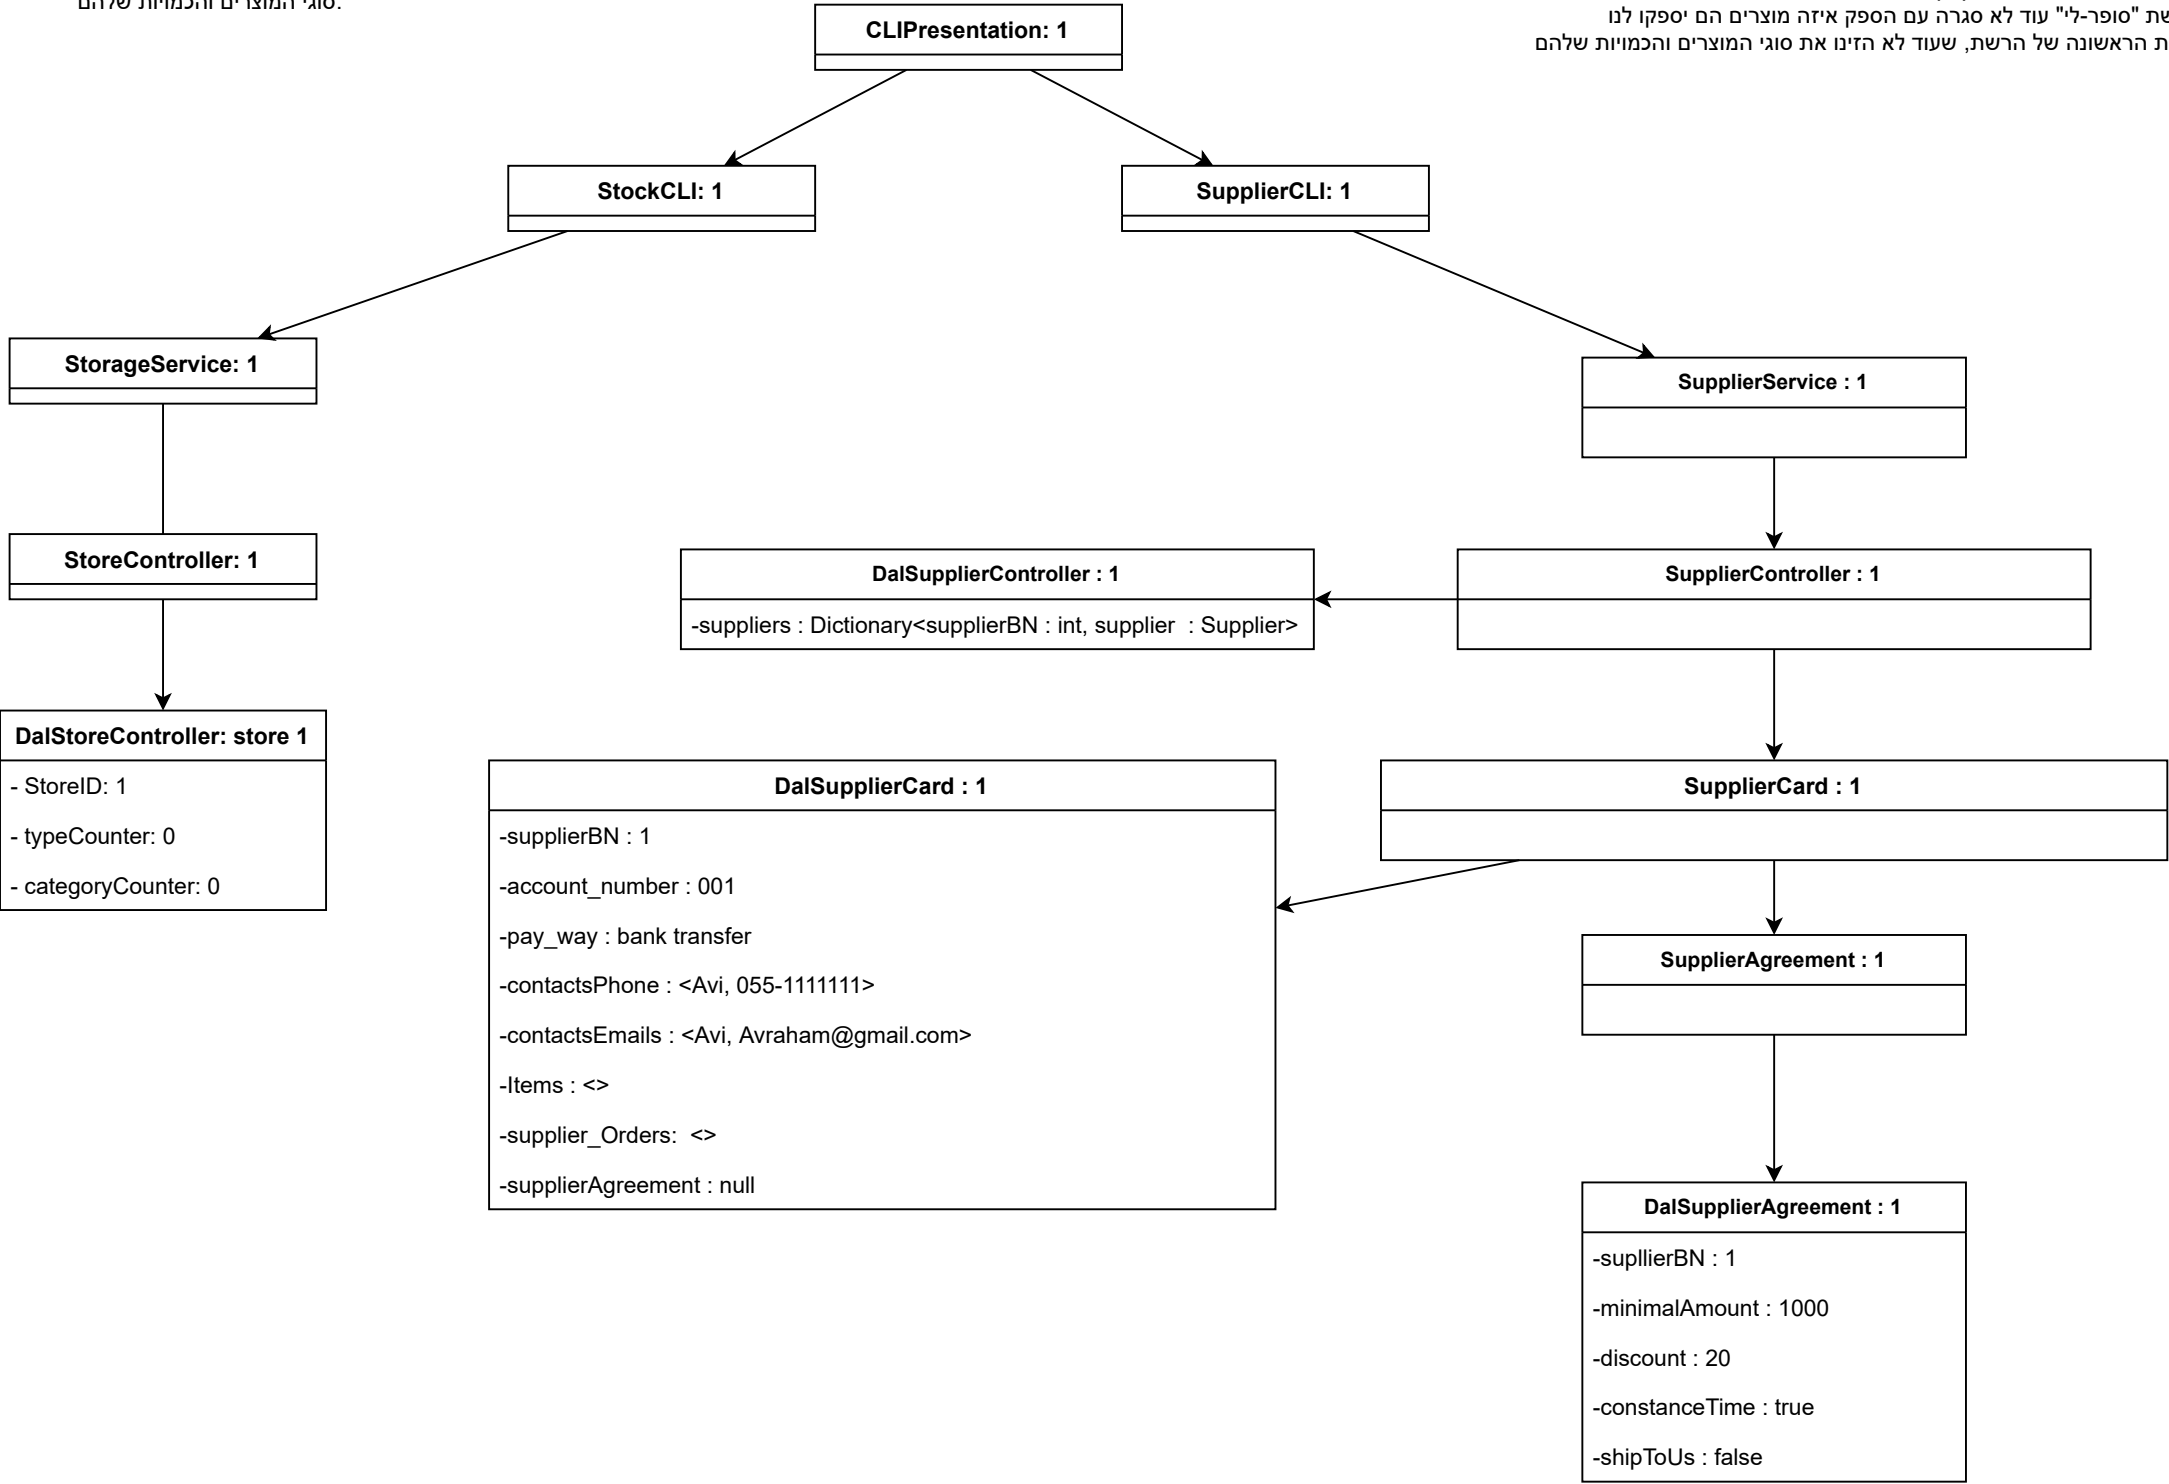 סוגי המוצרים והכמויות שלהם.
"סופר-לי" עוד לא סגרה עם הספק איזה מוצרים הם יספקו לנו
הראשונה של הרשת, שעוד לא הזינו את סוגי המוצרים והכמויות שלהם
CLIPresentation: 1
StockCLI: 1
SupplierCLI: 1
StorageService: 1
SupplierService : 1
StoreController: 1
DalSupplierController : 1
-suppliers : Dictionary<supplierBN : int, supplier : Supplier>
SupplierController : 1
DalStoreController: store 1
- StoreID: 1
- typeCounter: 0
- categoryCounter: 0
DalSupplierCard : 1
-supplierBN : 1
-account_number : 001
-pay_way : bank transfer
-contactsPhone : <Avi, 055-1111111>
-contactsEmails : <Avi, Avraham@gmail.com>
-Items : <>
-supplier_Orders: <>
-supplierAgreement : null
SupplierCard : 1
SupplierAgreement : 1
DalSupplierAgreement : 1
-supllierBN : 1
-minimalAmount : 1000
-discount : 20
-constanceTime : true
-shipToUs : false